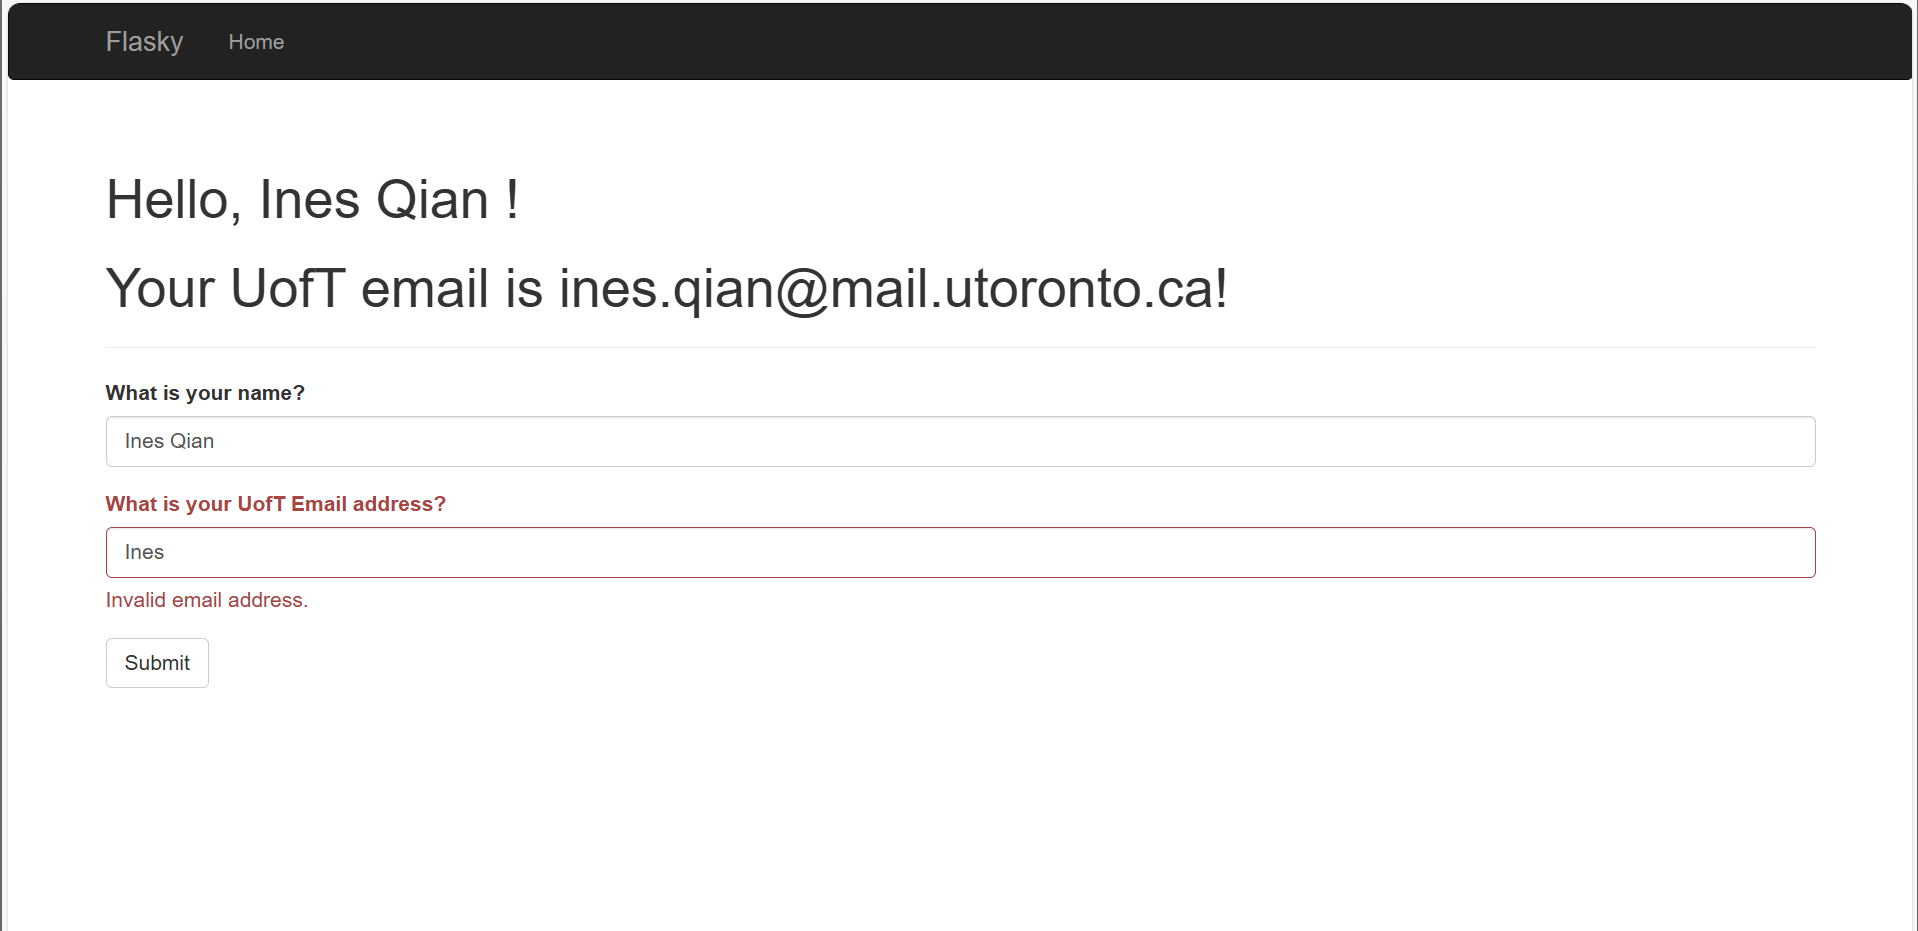 Flasky Home
Hello, Ines Qian !
Your UofT email is ines.qian@mail.utoronto.ca!
What is your name?
Ines Qian
What is your UofT Email address?
Ines
Invalid email address.
Submit